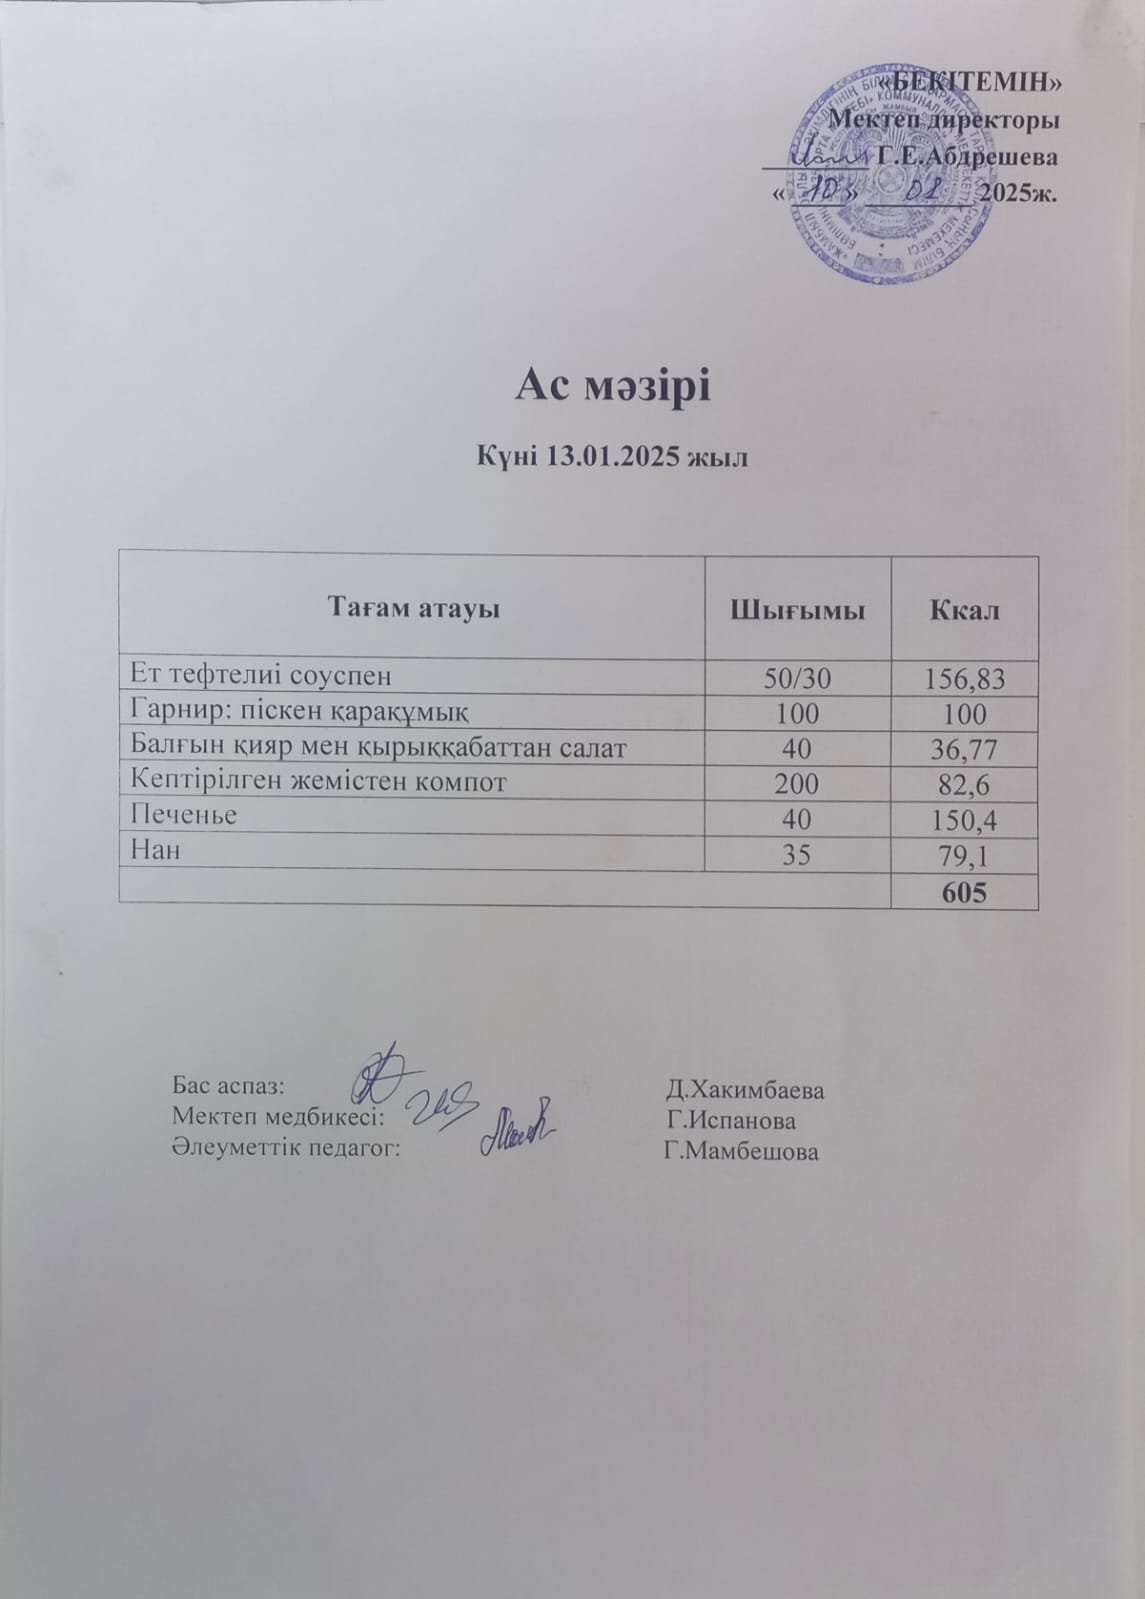 «БЕКІТЕМІН»
Мектеп директоры
Г.Е.Абдрешева
« 10 » 01 2025ж.
Ас мәзірі
Күні 13.01.2025 жыл
Тағам атауы Шығымы Ккал
Ет тефтелиі соуспен 50/30 156,83
Гарнир: піскен қарақұмық 100 100
Балғын қияр мен қырыққабаттан салат 40 36,77
Кептірілген жемістен компот 200 82,6
Печенье 40 150,4
Нан 35 79,1
605
Бас аспаз: Д.Хакимбаева
Мектеп медбикесі: Г.Испанова
Әлеуметтік педагог: Г.Мамбешова